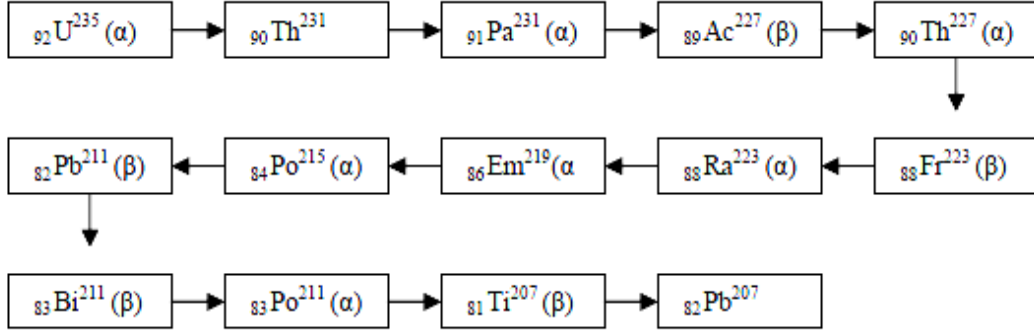 ₉₂U²³⁵(α)
₉₀Th²³¹
₉₁Pa²³¹(α)
₈₉Ac²²⁷(β)
₉₀Th²²⁷(α)
₈₂Pb²¹¹(β)
₈₄Po²¹⁵(α)
₈₆Em²¹⁹(α
₈₈Ra²²³(α)
₈₈Fr²²³(β)
₈₃Bi²¹¹(β)
₈₃Po²¹¹(α)
₈₁Ti²⁰⁷(β)
₈₂Pb²⁰⁷